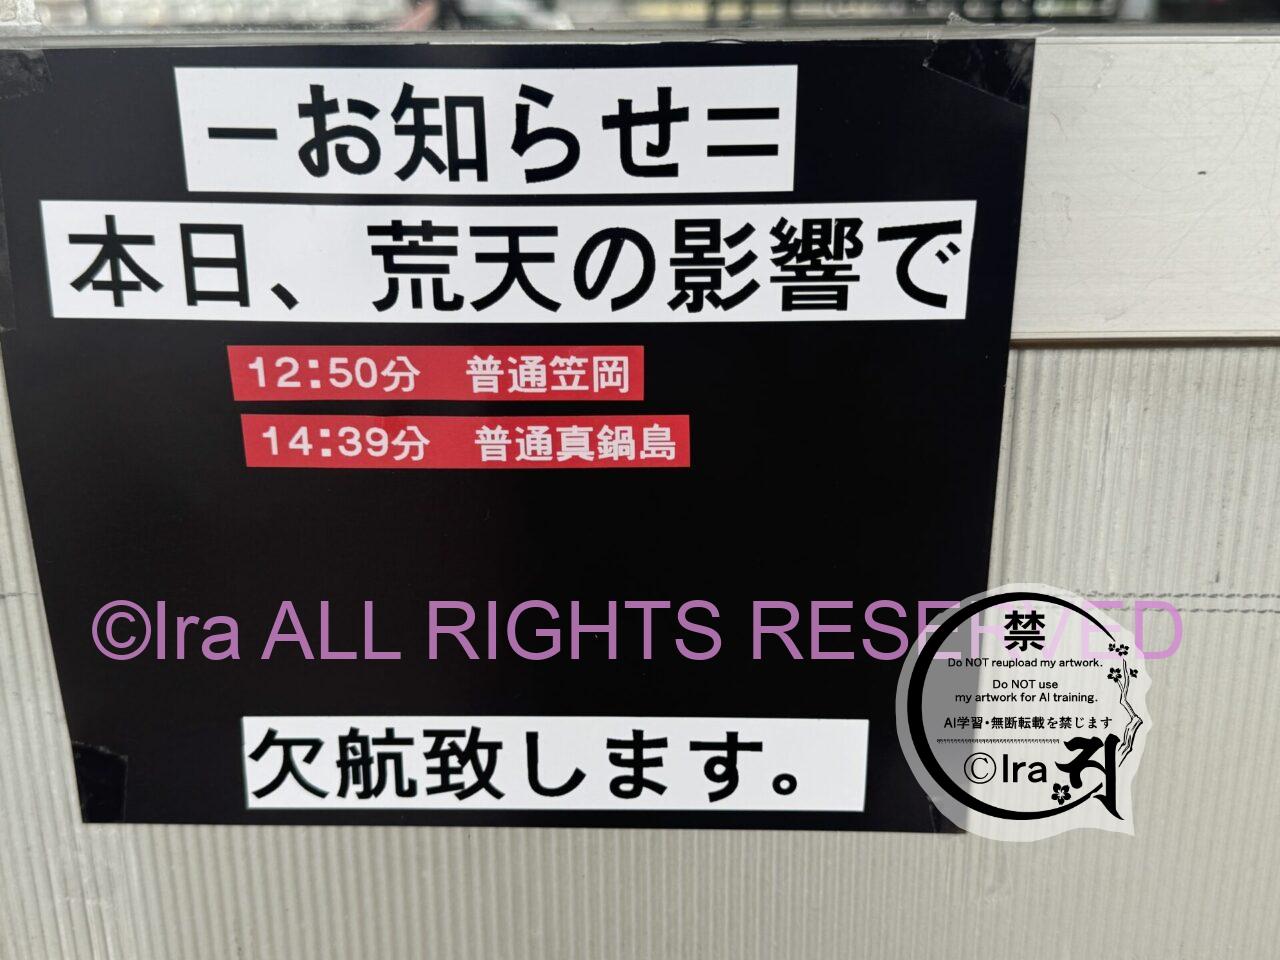 －お知らせ＝
本日、荒天の影響で
12:50分　普通笠岡
14:39分　普通真鍋島
©Ira ALL RIGHTS RESERVED
欠航致します。
禁
Do NOT reupload my artwork.
Do NOT use
my artwork for AI training.
AI学習・無断転載を禁じます
©Ira